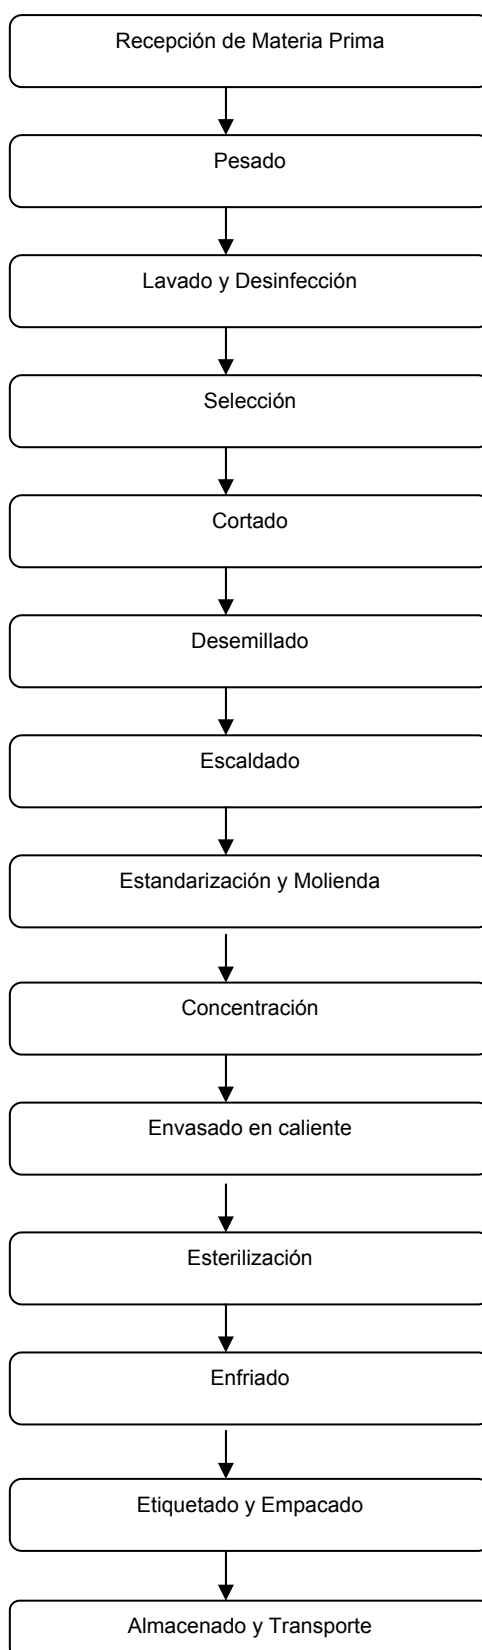 Recepción de Materia Prima
Pesado
Lavado y Desinfección
Selección
Cortado
Desemillado
Escaldado
Estandarización y Molienda
Concentración
Envasado en caliente
Esterilización
Enfriado
Etiquetado y Empacado
Almacenado y Transporte